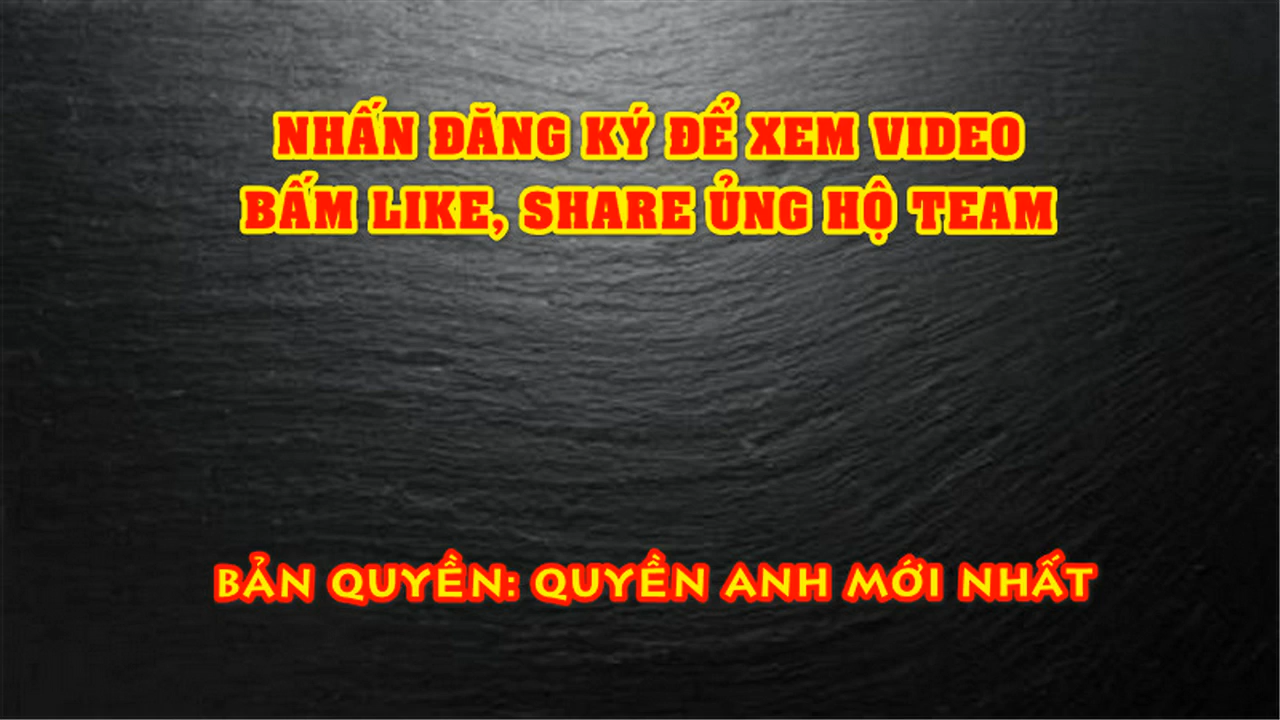 NHẤN ĐĂNG KÝ ĐỂ XEM VIDEO
BẤM LIKE, SHARE ỦNG HỘ TEAM
BẢN QUYỀN: QUYỀN ANH MỚI NHẤT